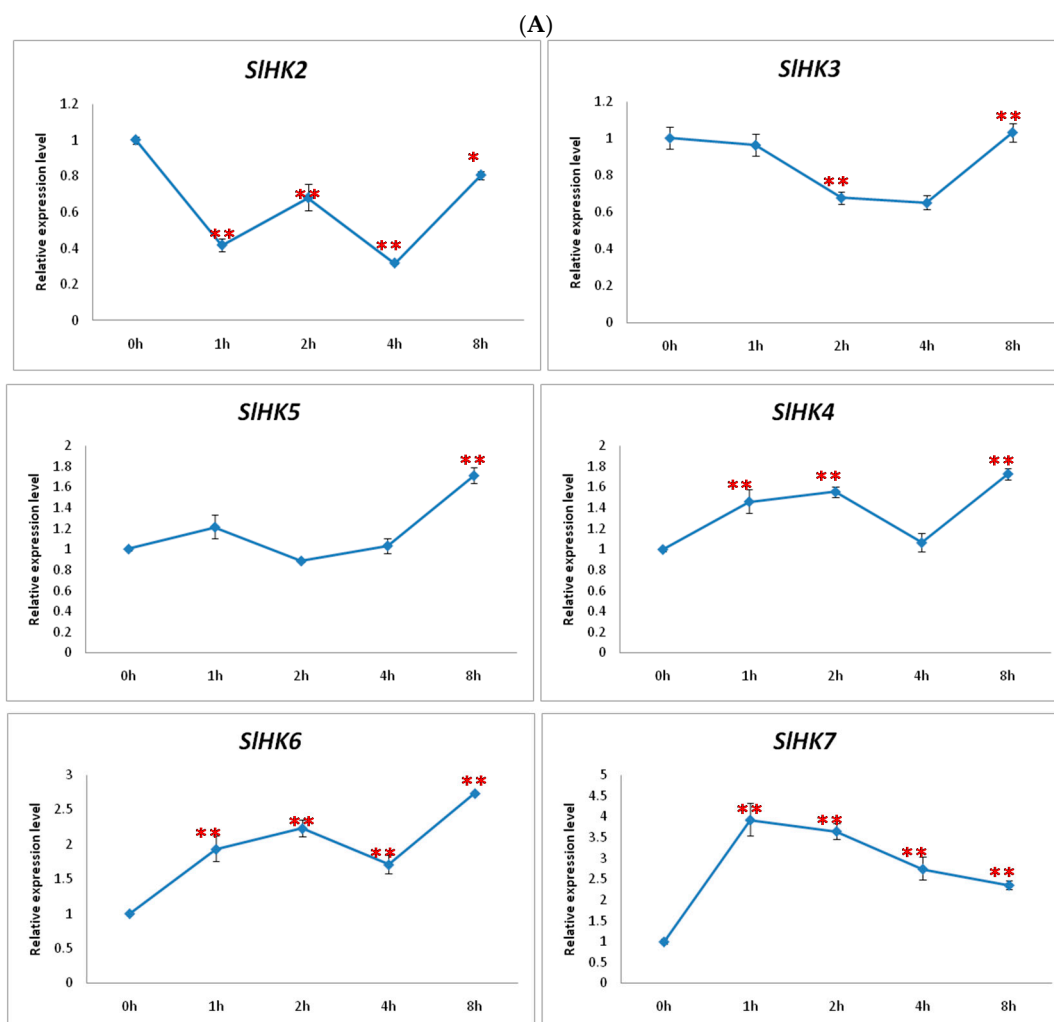 (A)
SlHK2
Relative expression level
1.2
1
0.8
0.6
0.4
0.2
0
0h 1h 2h 4h 8h
** ** ** *
SlHK3
Relative expression level
1.2
1
0.8
0.6
0.4
0.2
0
0h 1h 2h 4h 8h
** **
SlHK5
Relative expression level
2
1.8
1.6
1.4
1.2
1
0.8
0.6
0.4
0.2
0
0h 1h 2h 4h 8h
**
SlHK4
Relative expression level
2
1.8
1.6
1.4
1.2
1
0.8
0.6
0.4
0.2
0
0h 1h 2h 4h 8h
** ** **
SlHK6
Relative expression level
3
2.5
2
1.5
1
0.5
0
0h 1h 2h 4h 8h
** ** ** **
SlHK7
Relative expression level
5
4.5
4
3.5
3
2.5
2
1.5
1
0.5
0
0h 1h 2h 4h 8h
** ** ** **